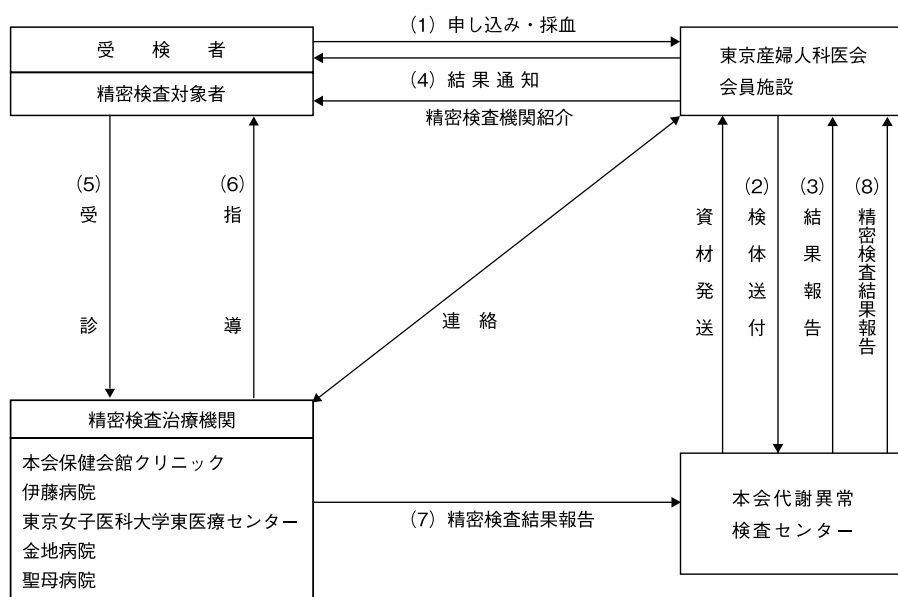 受検者
精密検査対象者
(1)申し込み・採血
(4)結果通知
精密検査機関紹介
東京産婦人科医会
会員施設
(5)
受診
(6)
指導
連絡
資材発送
(2)
検体送付
(3)
結果報告
(8)
精密検査結果報告
精密検査治療機関
本会保健会館クリニック
伊藤病院
東京女子医科大学東医療センター
金地病院
聖母病院
(7)精密検査結果報告
本会代謝異常
検査センター